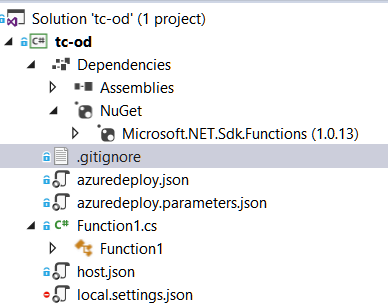 Solution 'tc-od' (1 project)
C# tc-od
Dependencies
Assemblies
NuGet
Microsoft.NET.Sdk.Functions (1.0.13)
.gitignore
azuredeploy.json
azuredeploy.parameters.json
C# Function1.cs
Function1
host.json
local.settings.json